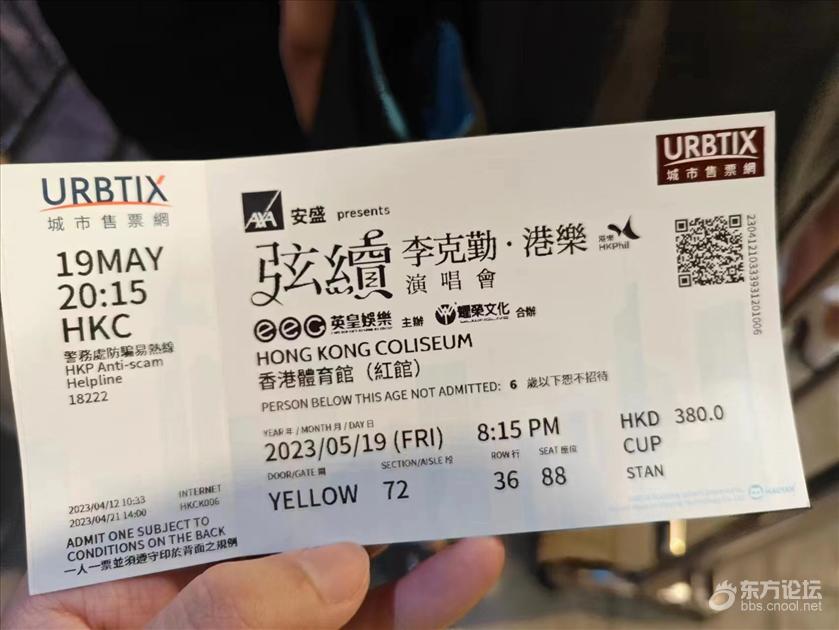 URBTIX
城市售票網
19MAY
20:15
HKC
警務處防騙易熱線
HKP Anti-scam
Helpline
18222
2023/04/12 10:33 INTERNET
2023/04/21 14:00 HKCK006
ADMIT ONE SUBJECT TO
CONDITIONS ON THE BACK
一人一票並須遵守印於背面之規例
URBTIX
城市售票網
AXA 安盛 presents
弦續 李克勤·港樂 港樂 HKPhil
演唱會
eec 英皇娛樂 主辦 耀榮文化 合辦
HONG KONG COLISEUM
香港體育館（紅館）
PERSON BELOW THIS AGE NOT ADMITTED: 6 歲以下恕不招待
YEAR 年 / MONTH 月 / DAY 日
2023/05/19 (FRI) 8:15 PM HKD 380.0
DOOR/GATE 閘 SECTION/AISLE 段 ROW 行 SEAT 座位 CUP
YELLOW 72 36 88 STAN
2304121033393120100​6
东方论坛
bbs.cnool.net